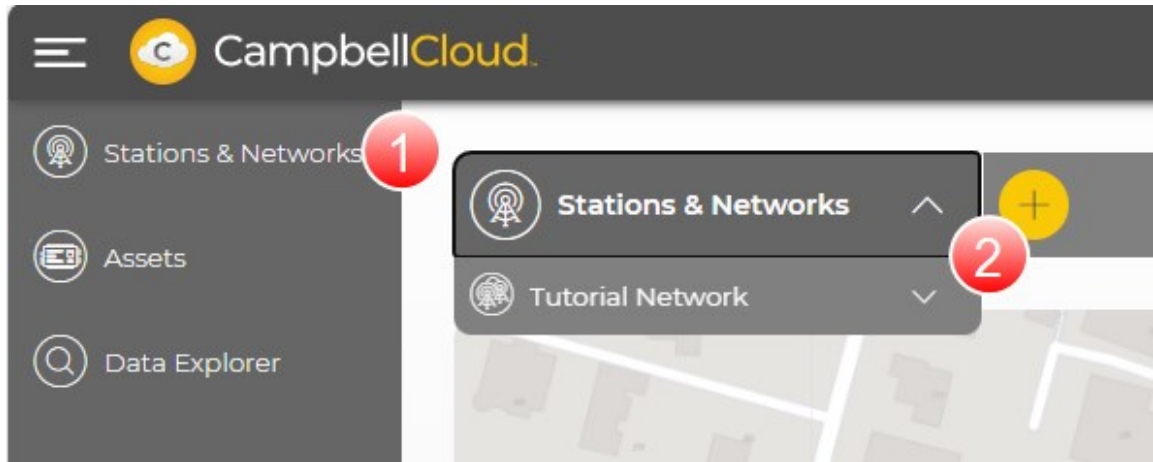 CampbellCloud
Stations & Networks
1
Stations & Networks
2
Tutorial Network
Assets
Data Explorer